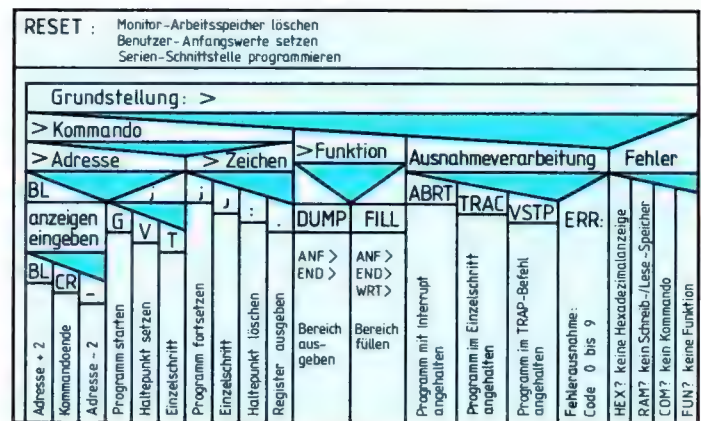 RESET : Monitor-Arbeitsspeicher löschen
Benutzer-Anfangswerte setzen
Serien-Schnittstelle programmieren
Grundstellung: >
> Kommando
> Adresse
> Zeichen
> Funktion
Ausnahmeverarbeitung
Fehler
BL
;
anzeigen
eingeben
BL
CR
-
G
V
T
;
,
:
.
DUMP
FILL
ABRT
TRAC
VSTP
ERR:
Adresse + 2
Kommandoende
Adresse - 2
Programm starten
Haltepunkt setzen
Einzelschritt
Programm fortsetzen
Einzelschritt
Haltepunkt löschen
Register ausgeben
ANF >
END >
Bereich
aus-
geben
ANF >
END>
WRT>
Bereich
füllen
Programm mit Interrupt
angehalten
Programm im Einzelschritt
angehalten
Programm im TRAP-Befehl
angehalten
Fehlerausnahme:
Code 0 bis 9
HEX? keine Hexadezimalanzeige
RAM? kein Schreib-/Lese-Speicher
COM? kein Kommando
FUN? keine Funktion